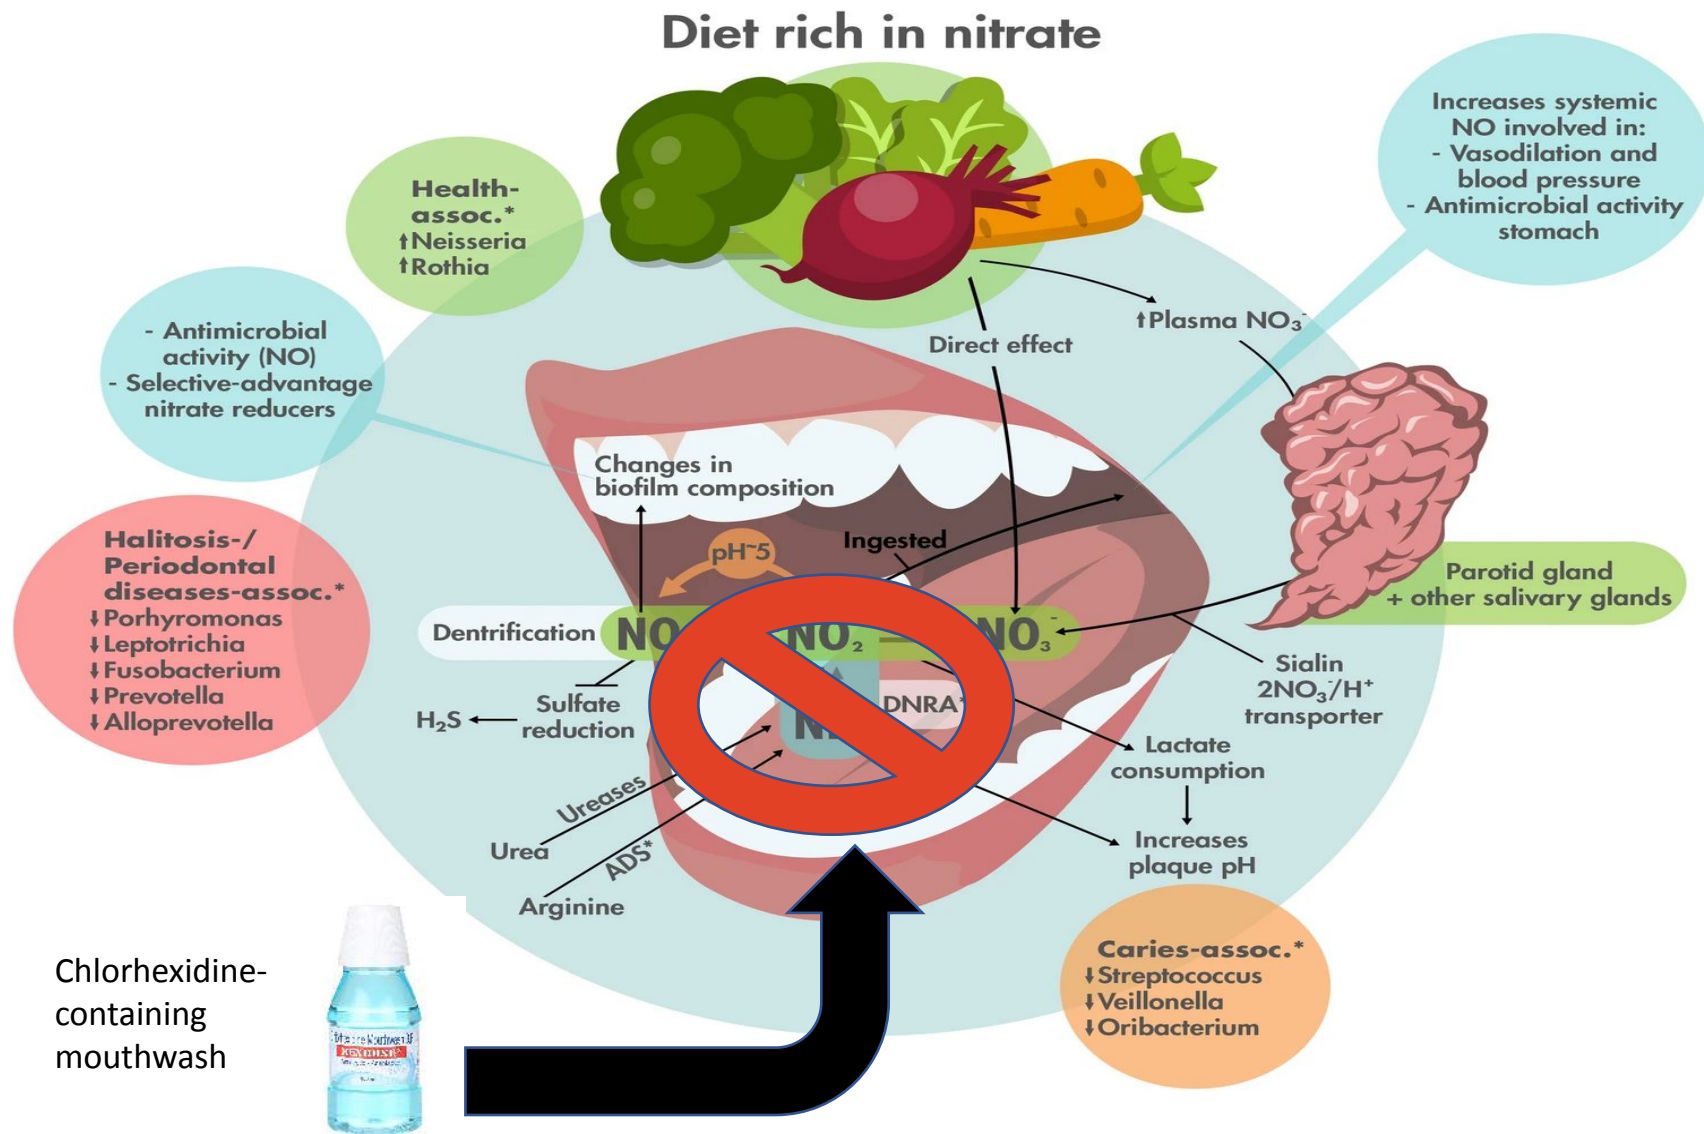 Diet rich in nitrate
Increases systemic
NO involved in:
- Vasodilation and
blood pressure
- Antimicrobial activity
stomach
Health-
assoc.*
↑Neisseria
↑Rothia
- Antimicrobial
activity (NO)
- Selective-advantage
nitrate reducers
↑Plasma NO₃⁻
Direct effect
Changes in
biofilm composition
Halitosis-/
Periodontal
diseases-assoc.*
↓Porhyromonas
↓Leptotrichia
↓Fusobacterium
↓Prevotella
↓Alloprevotella
pH~5
Ingested
Parotid gland
+ other salivary glands
Dentrification
NO
NO₂
NO₃⁻
Sialin
2NO₃⁻/H⁺
transporter
DNRA*
Sulfate
reduction
H₂S
Lactate
consumption
Ureases
Urea
ADS*
Arginine
Increases
plaque pH
Caries-assoc.*
↓Streptococcus
↓Veillonella
↓Oribacterium
Chlorhexidine-
containing
mouthwash